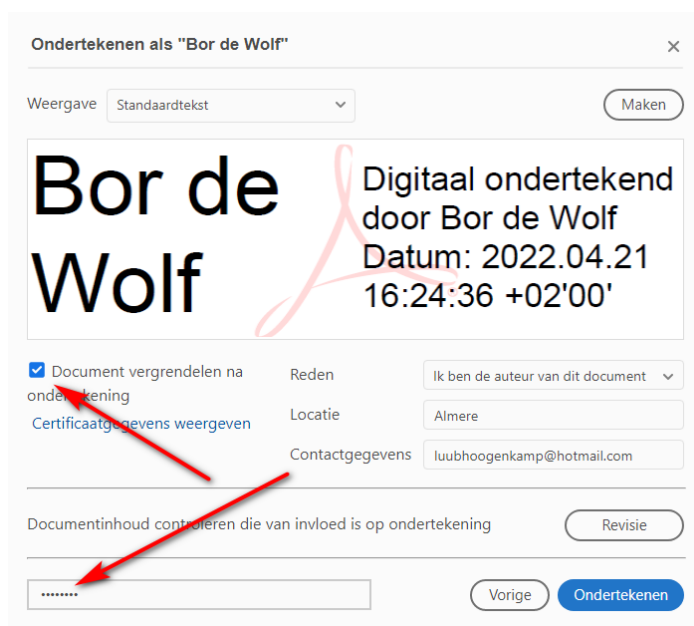 Ondertekenen als "Bor de Wolf"
Weergave Standaardtekst Maken
Bor de
Wolf
Digitaal ondertekend
door Bor de Wolf
Datum: 2022.04.21
16:24:36 +02'00'
Document vergrendelen na
ondertekening
Certificaatgegevens weergeven
Reden Ik ben de auteur van dit document
Locatie Almere
Contactgegevens luubhoogenkamp@hotmail.com
Documentinhoud controleren die van invloed is op ondertekening Revisie
•••••••• Vorige Ondertekenen